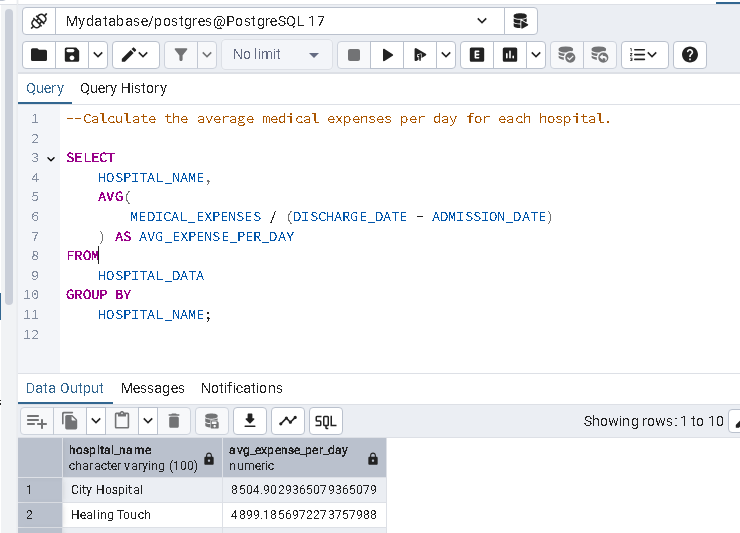 Mydatabase/postgres@PostgreSQL 17
No limit
E
Query Query History
1 --Calculate the average medical expenses per day for each hospital.
2
3 SELECT
4 HOSPITAL_NAME,
5 AVG(
6 MEDICAL_EXPENSES / (DISCHARGE_DATE - ADMISSION_DATE)
7 ) AS AVG_EXPENSE_PER_DAY
8 FROM
9 HOSPITAL_DATA
10 GROUP BY
11 HOSPITAL_NAME;
12
Data Output Messages Notifications
SQL Showing rows: 1 to 10
hospital_name avg_expense_per_day
character varying (100) numeric
1 City Hospital 8504.9029365079365079
2 Healing Touch 4899.1856972273757988